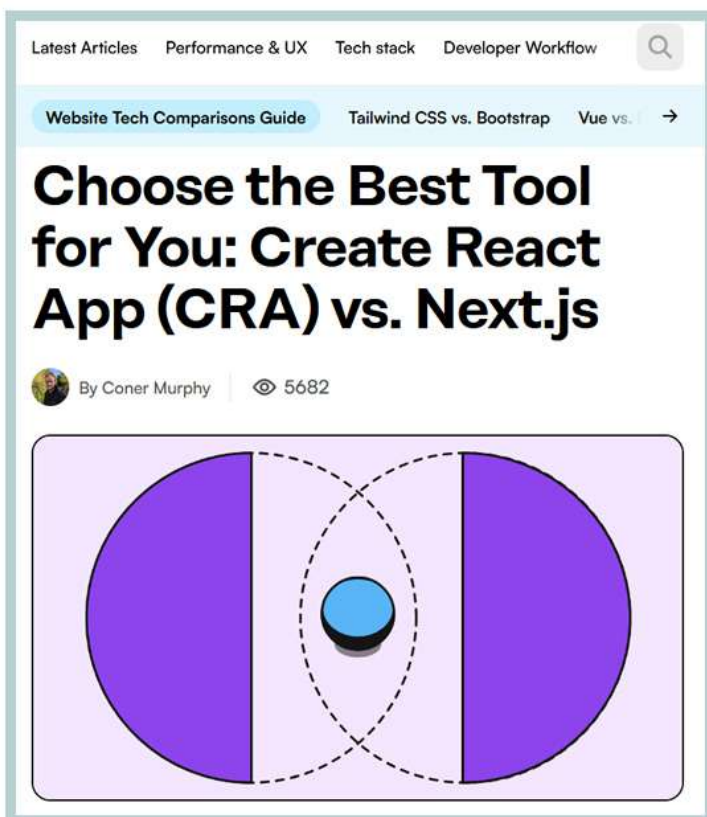 Latest Articles Performance & UX Tech stack Developer Workflow
Website Tech Comparisons Guide Tailwind CSS vs. Bootstrap Vue vs.
Choose the Best Tool
for You: Create React
App (CRA) vs. Next.js
By Coner Murphy 5682